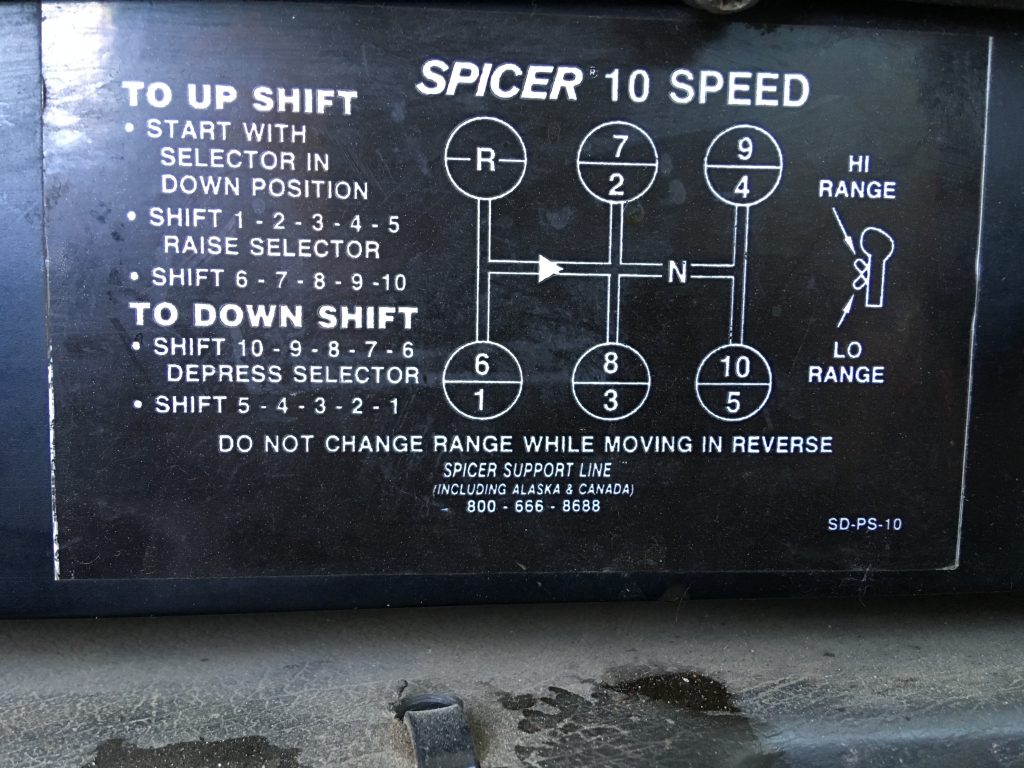 SPICER® 10 SPEED
TO UP SHIFT
• START WITH
SELECTOR IN
DOWN POSITION
• SHIFT 1 - 2 - 3 - 4 - 5
RAISE SELECTOR
• SHIFT 6 - 7 - 8 - 9 -10
TO DOWN SHIFT
• SHIFT 10 - 9 - 8 - 7 - 6
DEPRESS SELECTOR
• SHIFT 5 - 4 - 3 - 2 - 1
R
7
2
9
4
N
6
1
8
3
10
5
HI
RANGE
LO
RANGE
DO NOT CHANGE RANGE WHILE MOVING IN REVERSE
SPICER SUPPORT LINE
(INCLUDING ALASKA & CANADA)
800 - 666 - 8688
SD-PS-10